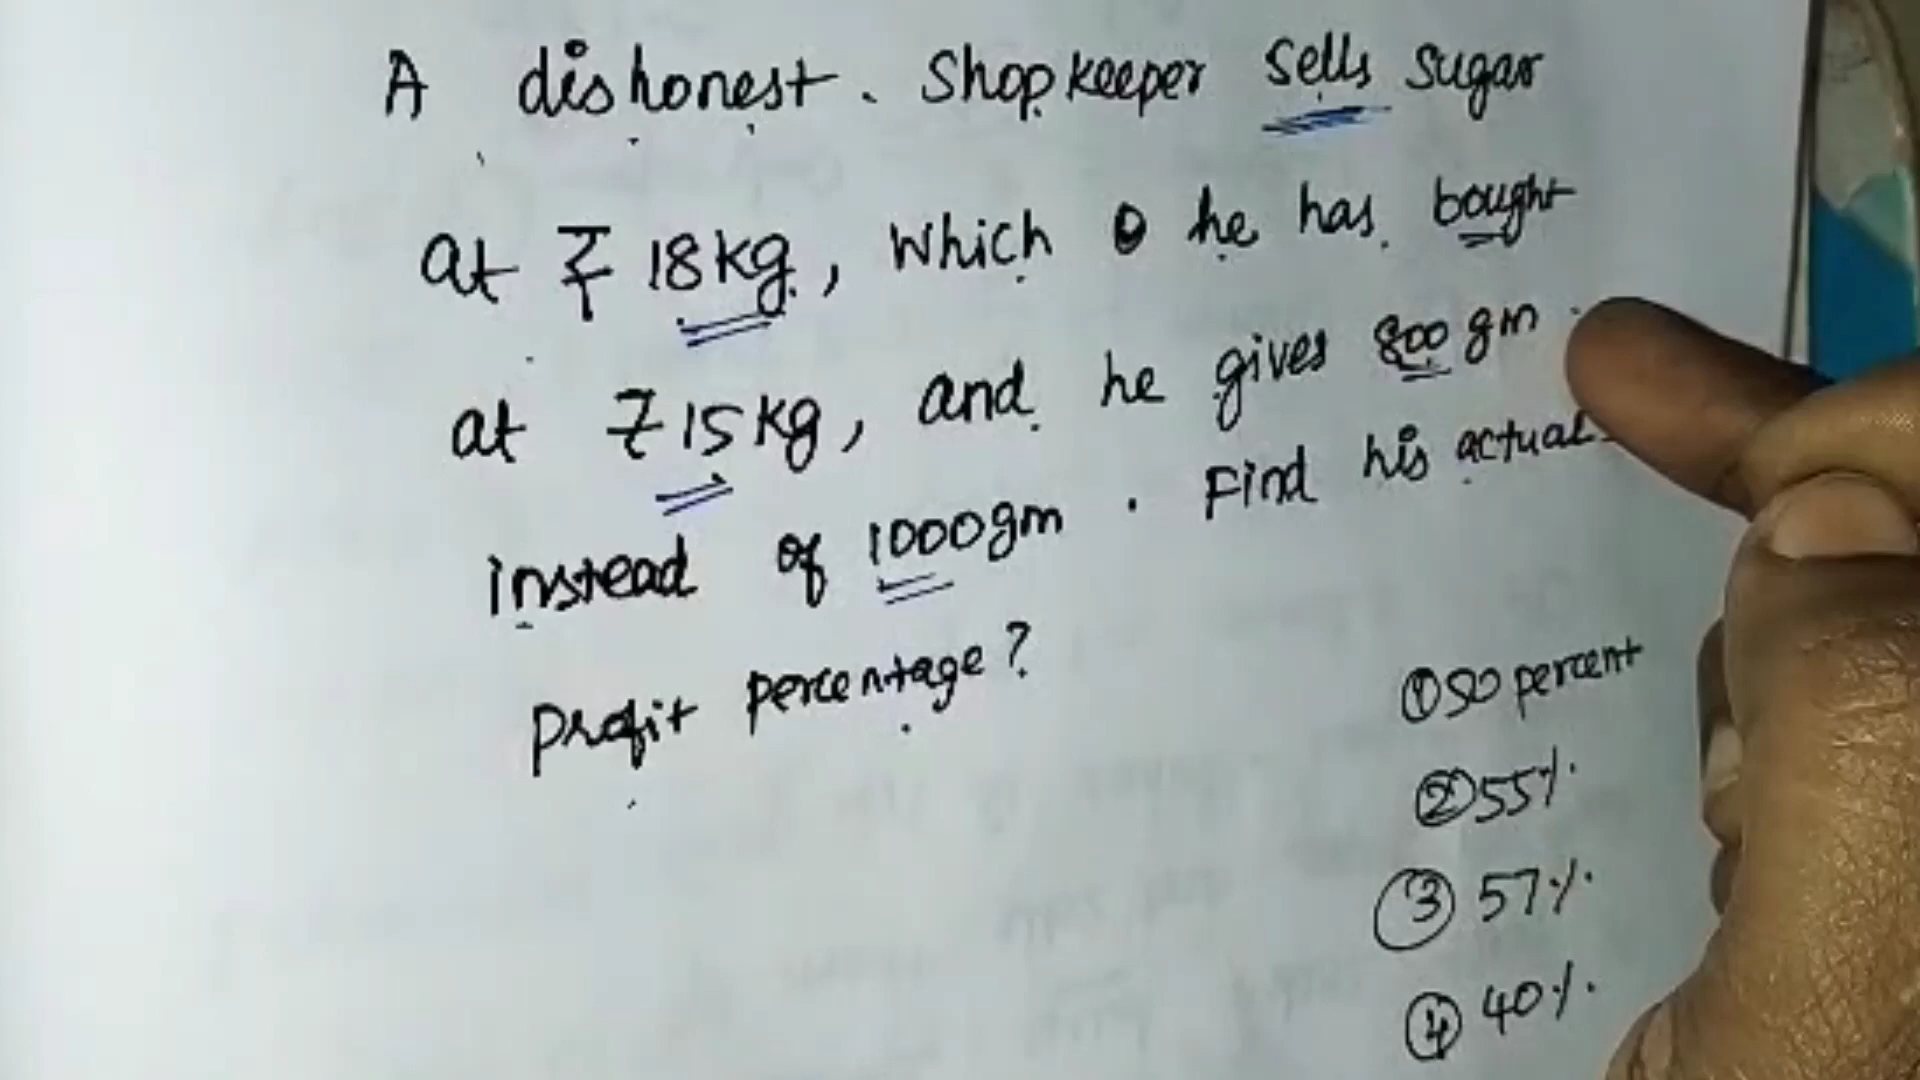 A dishonest. Shopkeeper sells sugar
at ₹ 18kg, which he has bought
at ₹ 15kg, and he gives 800 gm
instead of 1000gm. Find his actual
profit percentage?
① 50 percent
② 55%
③ 57%
④ 40%